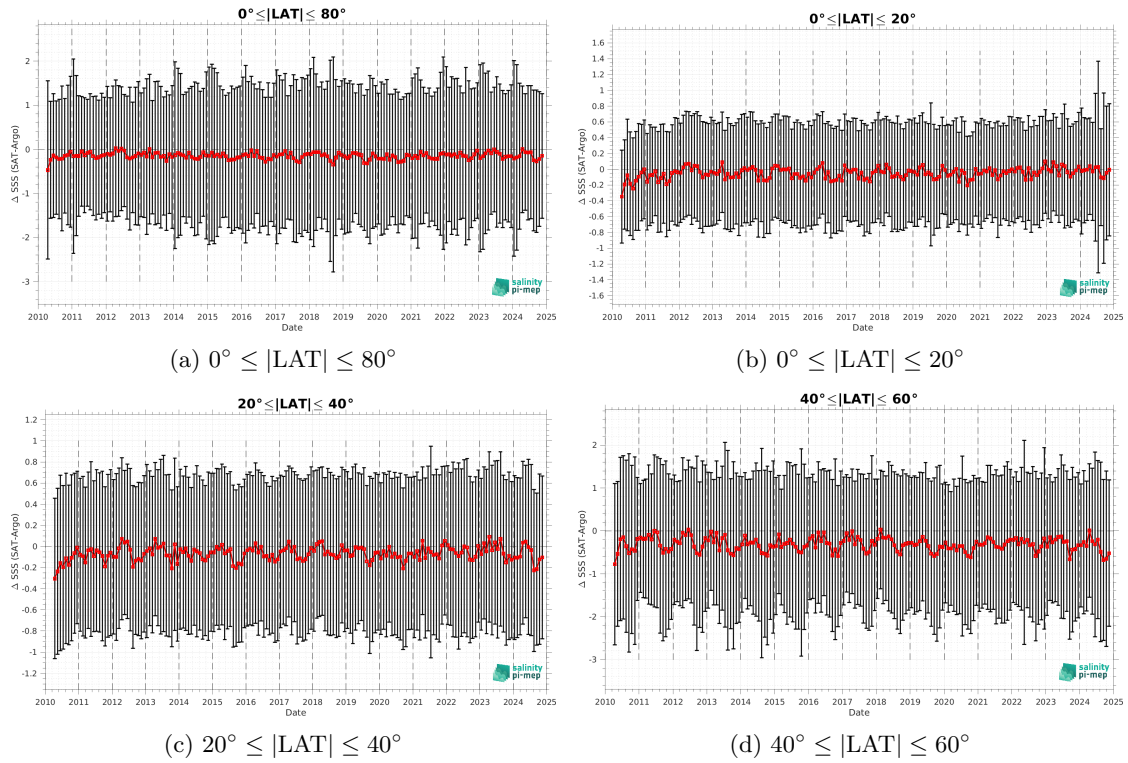 0°≤|LAT|≤ 80°
Δ SSS (SAT-Argo)
2
1
0
-1
-2
-3
salinity
pi-mep
2010 2011 2012 2013 2014 2015 2016 2017 2018 2019 2020 2021 2022 2023 2024 2025
Date
(a) 0° ≤ |LAT| ≤ 80°
0°≤|LAT|≤ 20°
Δ SSS (SAT-Argo)
1.6
1.4
1.2
1
0.8
0.6
0.4
0.2
0
-0.2
-0.4
-0.6
-0.8
-1
-1.2
-1.4
-1.6
salinity
pi-mep
2010 2011 2012 2013 2014 2015 2016 2017 2018 2019 2020 2021 2022 2023 2024 2025
Date
(b) 0° ≤ |LAT| ≤ 20°
20°≤|LAT|≤ 40°
Δ SSS (SAT-Argo)
1.2
1
0.8
0.6
0.4
0.2
0
-0.2
-0.4
-0.6
-0.8
-1
-1.2
salinity
pi-mep
2010 2011 2012 2013 2014 2015 2016 2017 2018 2019 2020 2021 2022 2023 2024 2025
Date
(c) 20° ≤ |LAT| ≤ 40°
40°≤|LAT|≤ 60°
Δ SSS (SAT-Argo)
2
1
0
-1
-2
-3
salinity
pi-mep
2010 2011 2012 2013 2014 2015 2016 2017 2018 2019 2020 2021 2022 2023 2024 2025
Date
(d) 40° ≤ |LAT| ≤ 60°